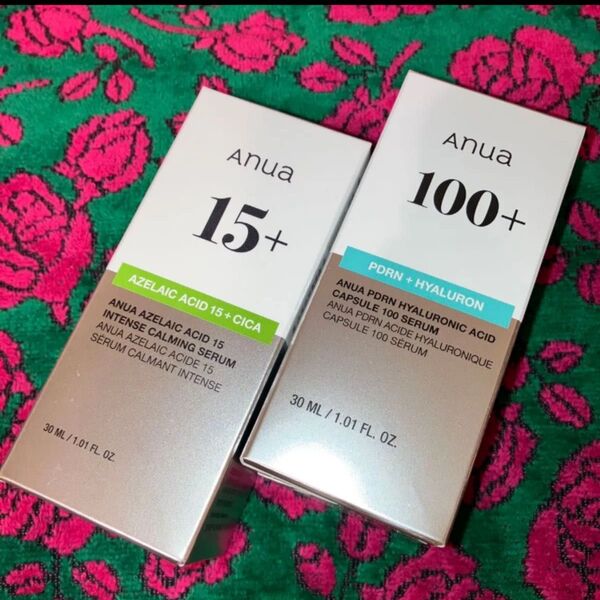 Anua
15+
AZELAIC ACID 15 + CICA
ANUA AZELAIC ACID 15
INTENSE CALMING SERUM
ANUA AZELAIC ACIDE 15
SÉRUM CALMANT INTENSE
30 ML / 1.01 FL. OZ.
Anua
100+
PDRN + HYALURON
ANUA PDRN HYALURONIC ACID
CAPSULE 100 SERUM
ANUA PDRN ACIDE HYALURONIQUE
CAPSULE 100 SÉRUM
30 ML / 1.01 FL. OZ.